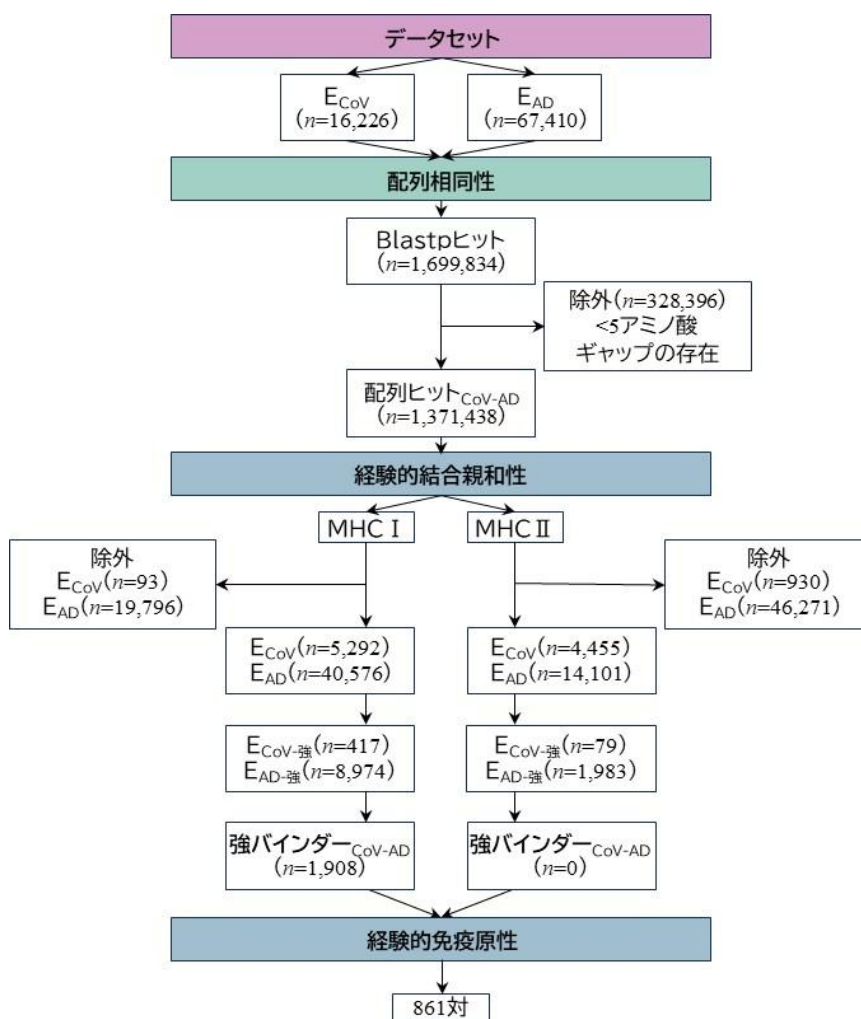 データセット
ECoV
(n=16,226)
EAD
(n=67,410)
配列相同性
Blastpヒット
(n=1,699,834)
除外(n=328,396)
<5アミノ酸
ギャップの存在
配列ヒットCoV-AD
(n=1,371,438)
経験的結合親和性
MHC I
MHC II
除外
ECoV(n=93)
EAD(n=19,796)
除外
ECoV(n=930)
EAD(n=46,271)
ECoV(n=5,292)
EAD(n=40,576)
ECoV(n=4,455)
EAD(n=14,101)
ECoV-強(n=417)
EAD-強(n=8,974)
ECoV-強(n=79)
EAD-強(n=1,983)
強バインダーCoV-AD
(n=1,908)
強バインダーCoV-AD
(n=0)
経験的免疫原性
861対